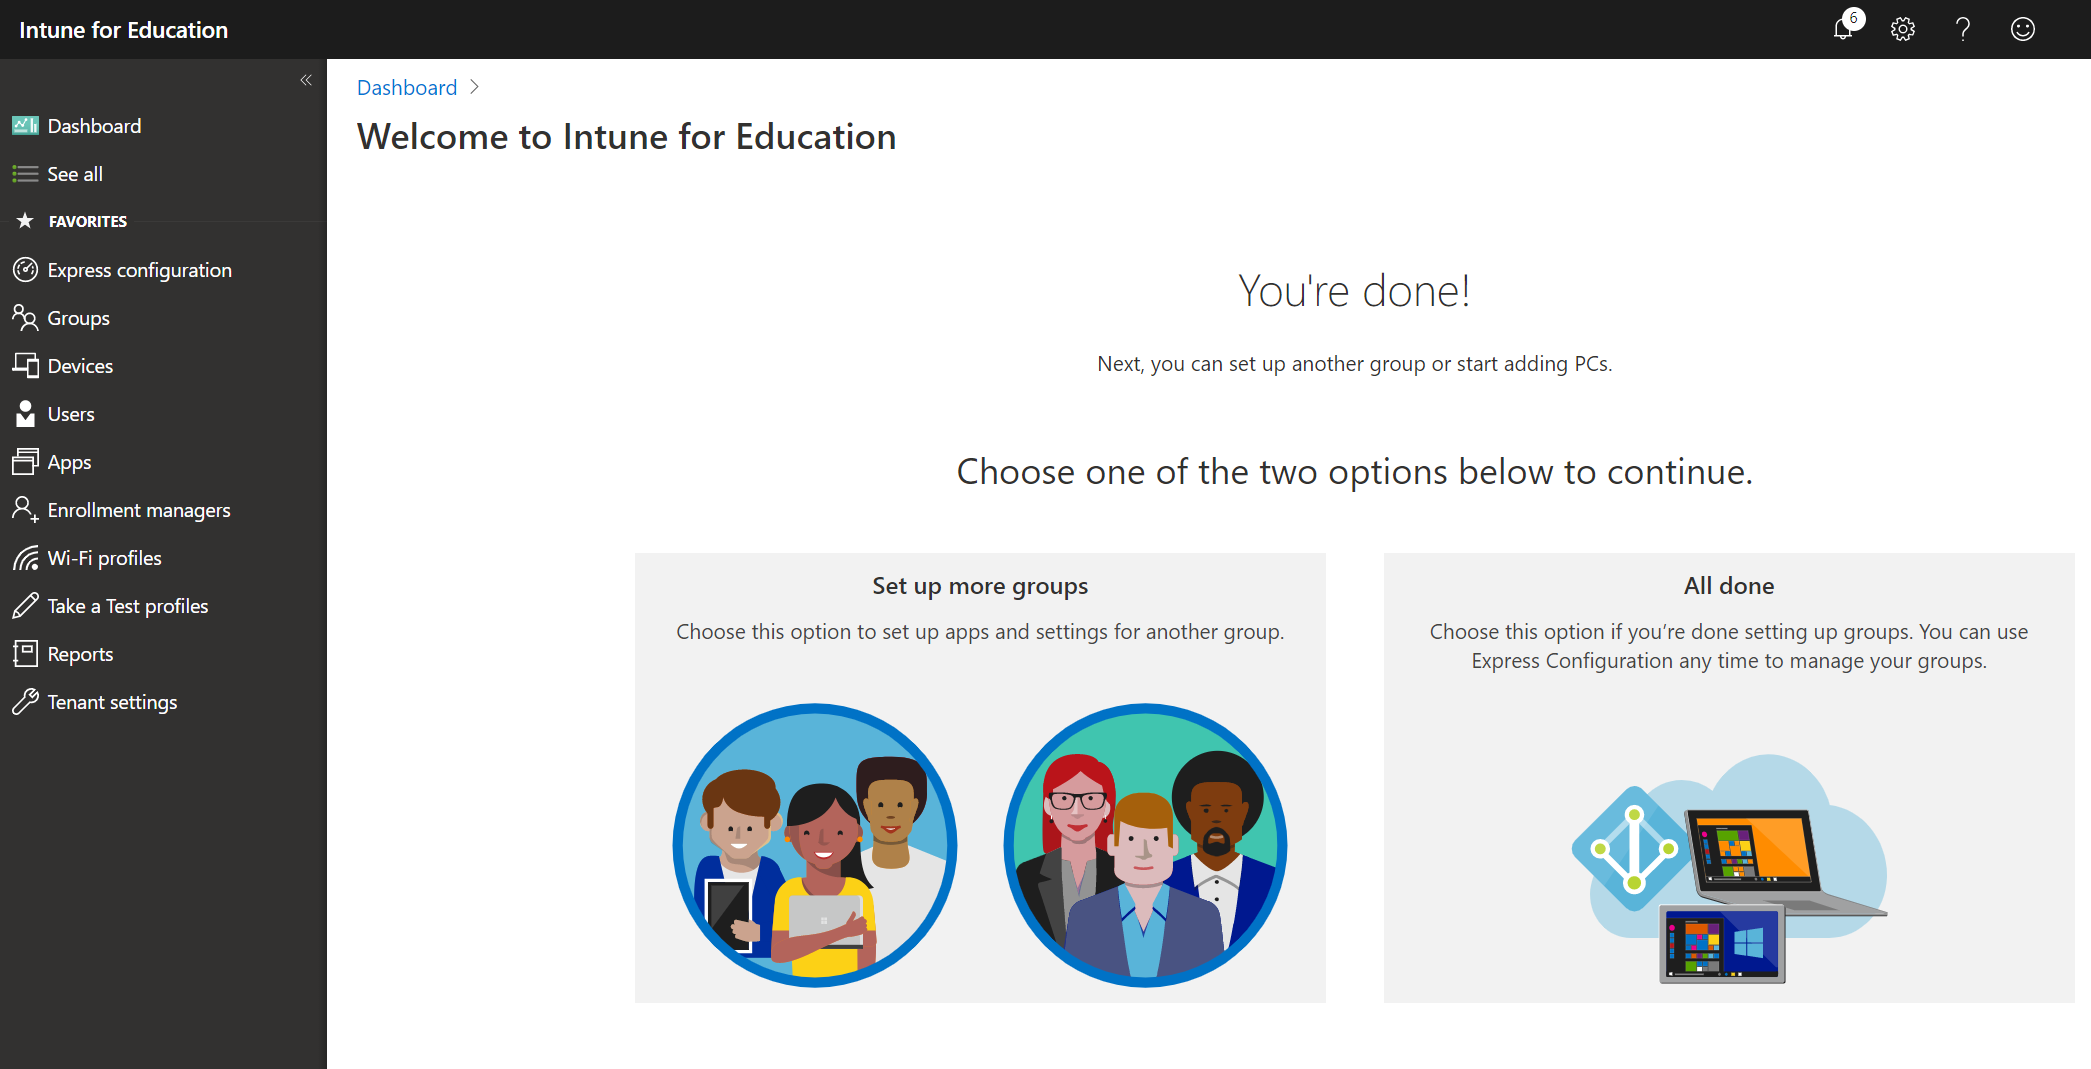 Intune for Education
6
Dashboard
See all
FAVORITES
Express configuration
Groups
Devices
Users
Apps
Enrollment managers
Wi-Fi profiles
Take a Test profiles
Reports
Tenant settings
Dashboard
Welcome to Intune for Education
You're done!
Next, you can set up another group or start adding PCs.
Choose one of the two options below to continue.
Set up more groups
Choose this option to set up apps and settings for another group.
All done
Choose this option if you’re done setting up groups. You can use
Express Configuration any time to manage your groups.